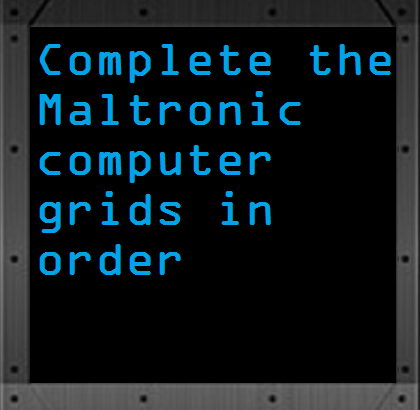 Complete the
Maltronic
computer
grids in
order